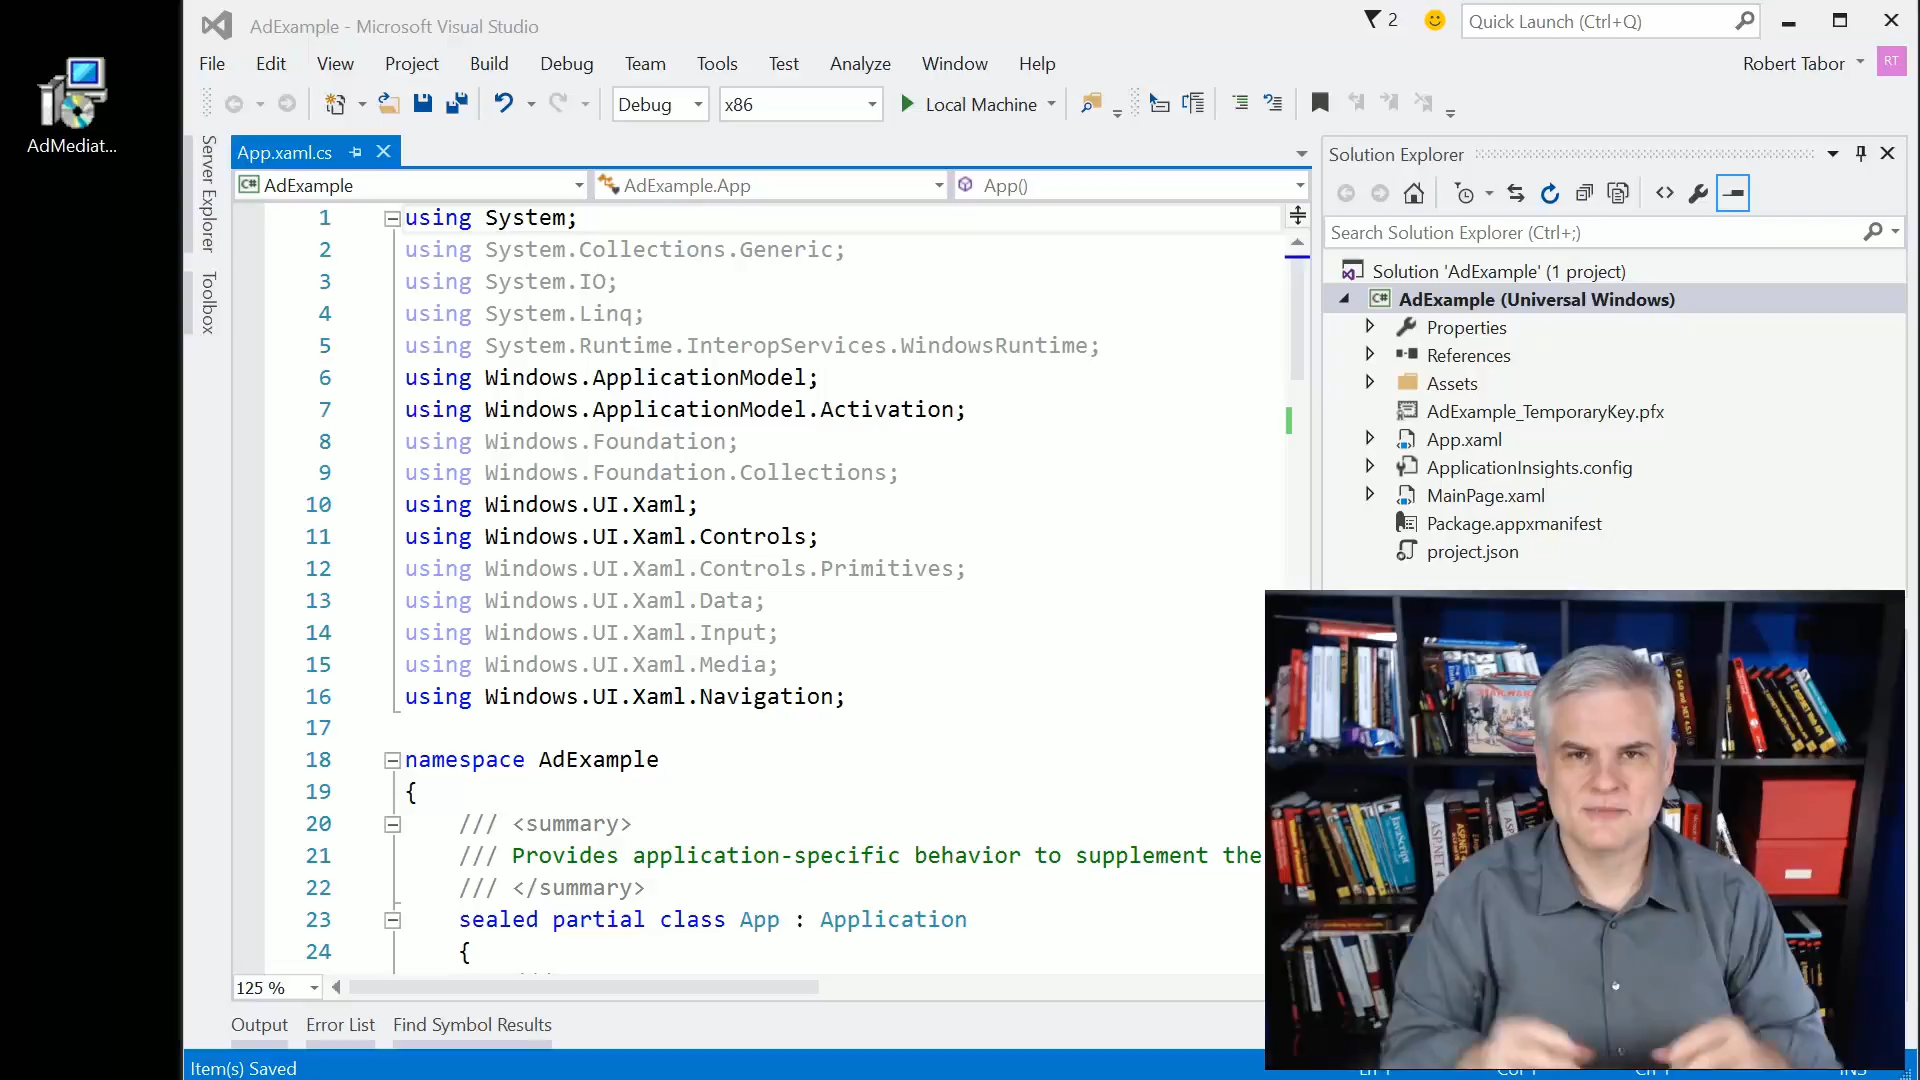 AdMediat...
AdExample - Microsoft Visual Studio
2
Quick Launch (Ctrl+Q)
File Edit View Project Build Debug Team Tools Test Analyze Window Help
Robert Tabor
RT
Debug
x86
Local Machine
Server Explorer
Toolbox
App.xaml.cs
AdExample
AdExample.App
App()
1 using System;
2 using System.Collections.Generic;
3 using System.IO;
4 using System.Linq;
5 using System.Runtime.InteropServices.WindowsRuntime;
6 using Windows.ApplicationModel;
7 using Windows.ApplicationModel.Activation;
8 using Windows.Foundation;
9 using Windows.Foundation.Collections;
10 using Windows.UI.Xaml;
11 using Windows.UI.Xaml.Controls;
12 using Windows.UI.Xaml.Controls.Primitives;
13 using Windows.UI.Xaml.Data;
14 using Windows.UI.Xaml.Input;
15 using Windows.UI.Xaml.Media;
16 using Windows.UI.Xaml.Navigation;
17
18 namespace AdExample
19 {
20 /// <summary>
21 /// Provides application-specific behavior to supplement the
22 /// </summary>
23 sealed partial class App : Application
24 {
125 %
Output Error List Find Symbol Results
Item(s) Saved
Solution Explorer
Search Solution Explorer (Ctrl+;)
Solution 'AdExample' (1 project)
C# AdExample (Universal Windows)
Properties
References
Assets
AdExample_TemporaryKey.pfx
App.xaml
ApplicationInsights.config
MainPage.xaml
Package.appxmanifest
project.json
STAR WARS
JavaScript
ASP.NET